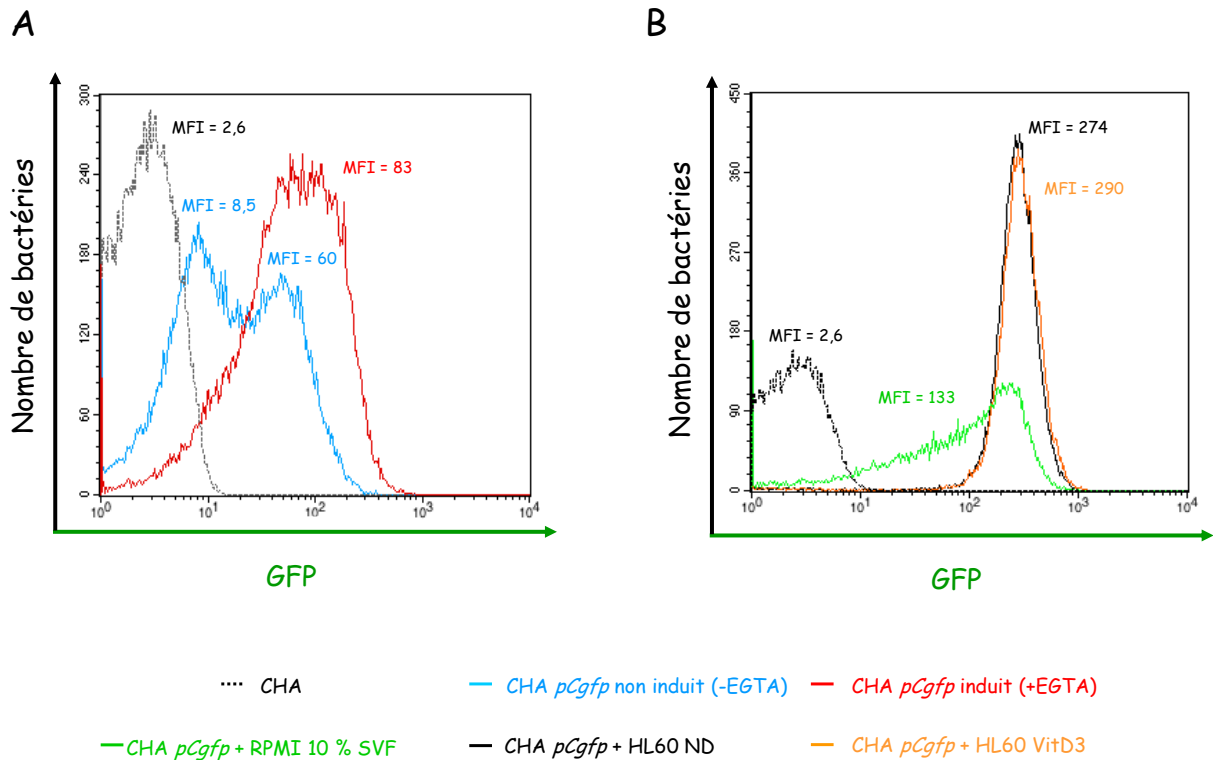 A
B
MFI = 2,6
MFI = 83
MFI = 8,5
MFI = 60
Nombre de bactéries
300
240
180
120
60
0
10⁰
10¹
10²
10³
10⁴
GFP
MFI = 274
MFI = 290
MFI = 2,6
MFI = 133
Nombre de bactéries
450
360
270
180
90
0
10⁰
10¹
10²
10³
10⁴
GFP
CHA
CHA pCgfp non induit (-EGTA)
CHA pCgfp induit (+EGTA)
CHA pCgfp + RPMI 10 % SVF
CHA pCgfp + HL60 ND
CHA pCgfp + HL60 VitD3